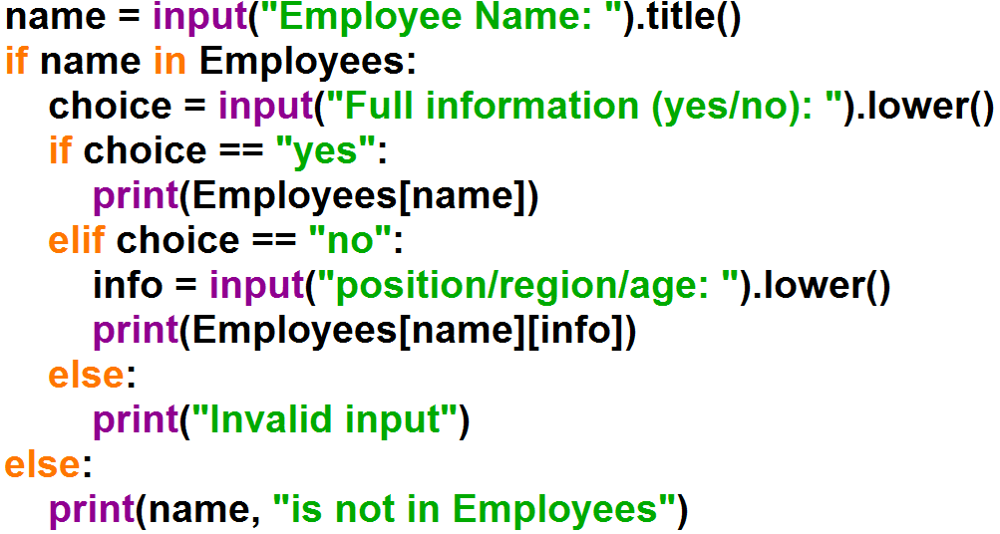 name = input("Employee Name: ").title()
if name in Employees:
    choice = input("Full information (yes/no): ").lower()
    if choice == "yes":
        print(Employees[name])
    elif choice == "no":
        info = input("position/region/age: ").lower()
        print(Employees[name][info])
    else:
        print("Invalid input")
else:
    print(name, "is not in Employees")